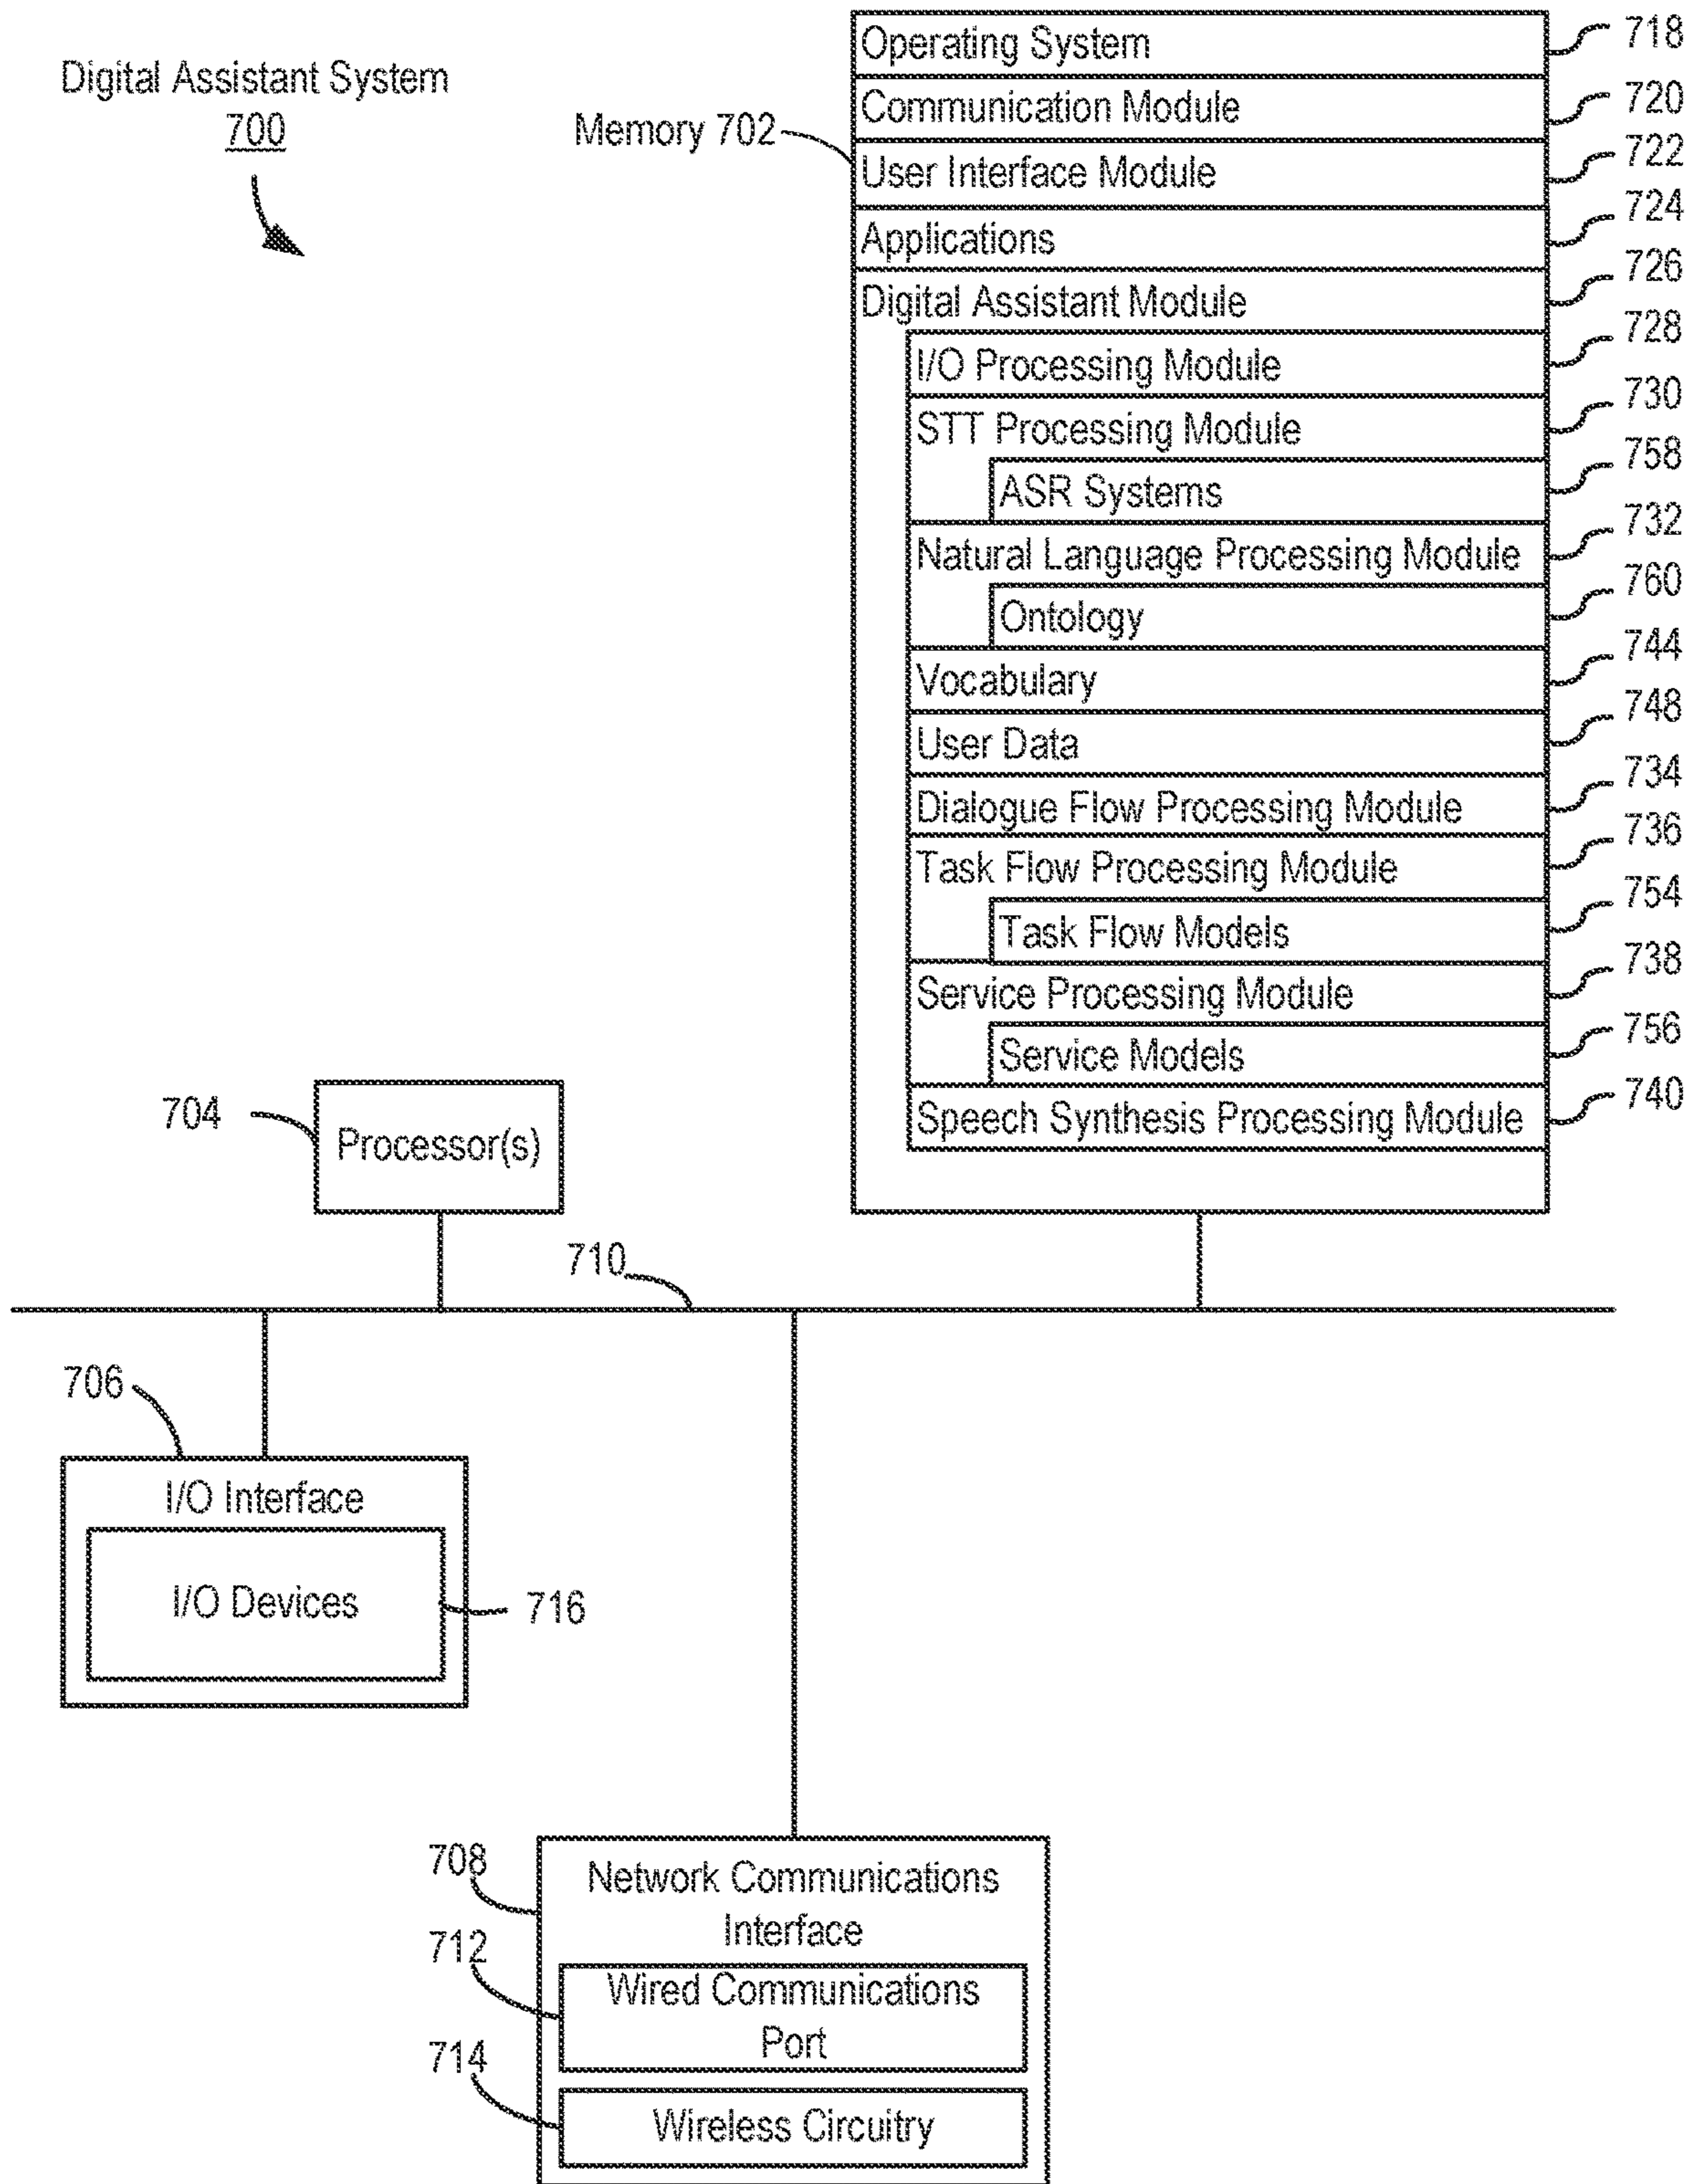 Digital Assistant System
700
Memory 702
Operating System 718
Communication Module 720
User Interface Module 722
Applications 724
Digital Assistant Module 726
I/O Processing Module 728
STT Processing Module 730
ASR Systems 758
Natural Language Processing Module 732
Ontology 760
Vocabulary 744
User Data 748
Dialogue Flow Processing Module 734
Task Flow Processing Module 736
Task Flow Models 754
Service Processing Module 738
Service Models 756
Speech Synthesis Processing Module 740
704
Processor(s)
710
706
I/O Interface
I/O Devices
716
708
Network Communications
Interface
712
Wired Communications
Port
714
Wireless Circuitry